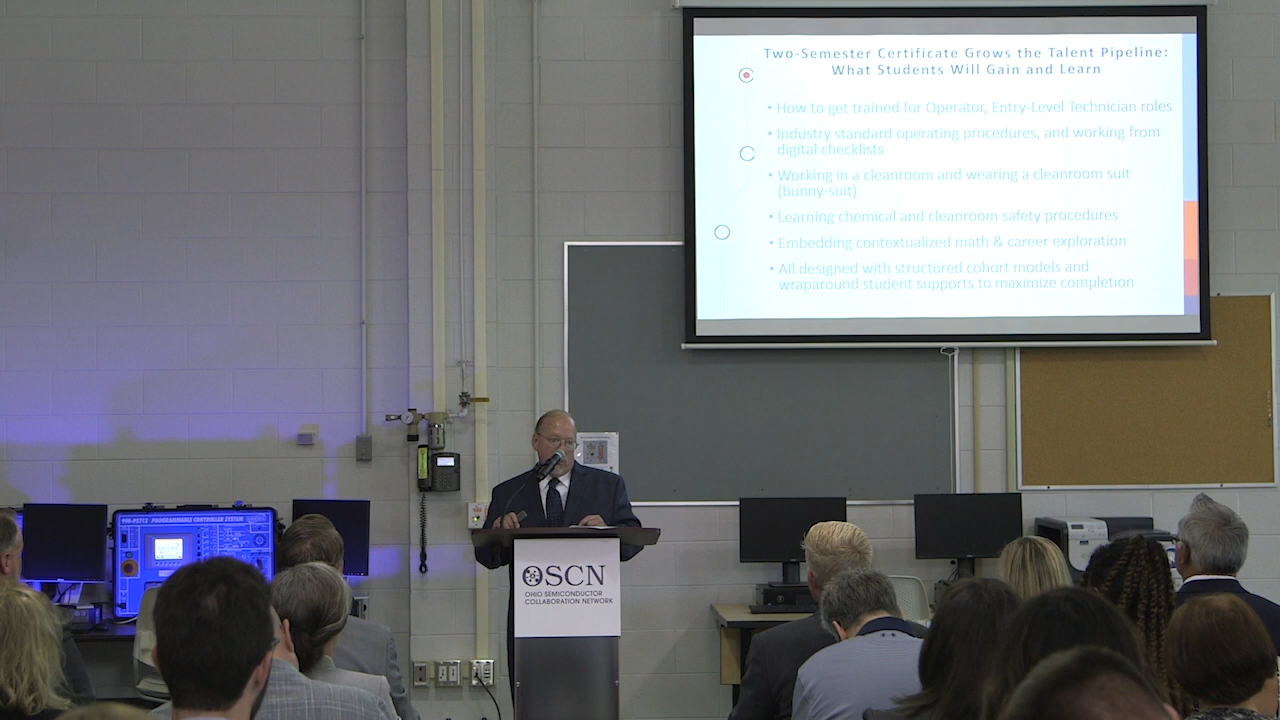 Two-Semester Certificate Grows the Talent Pipeline:
What Students Will Gain and Learn
• How to get trained for Operator, Entry-Level Technician roles
• Industry standard operating procedures, and working from
digital checklists
• Working in a cleanroom and wearing a cleanroom suit
(bunny-suit)
• Learning chemical and cleanroom safety procedures
• Embedding contextualized math & career exploration
• All designed with structured cohort models and
wraparound student supports to maximize completion
990-PS712 PROGRAMMABLE CONTROLLER SYSTEM
OSCN
OHIO SEMICONDUCTOR
COLLABORATION NETWORK